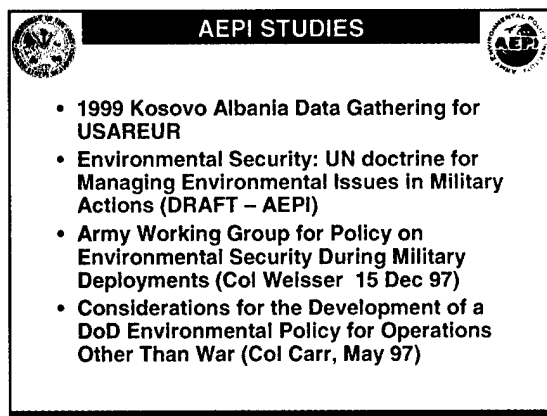 AEPI STUDIES
AEPI
• 1999 Kosovo Albania Data Gathering for
USAREUR
• Environmental Security: UN doctrine for
Managing Environmental Issues in Military
Actions (DRAFT – AEPI)
• Army Working Group for Policy on
Environmental Security During Military
Deployments (Col Weisser 15 Dec 97)
• Considerations for the Development of a
DoD Environmental Policy for Operations
Other Than War (Col Carr, May 97)